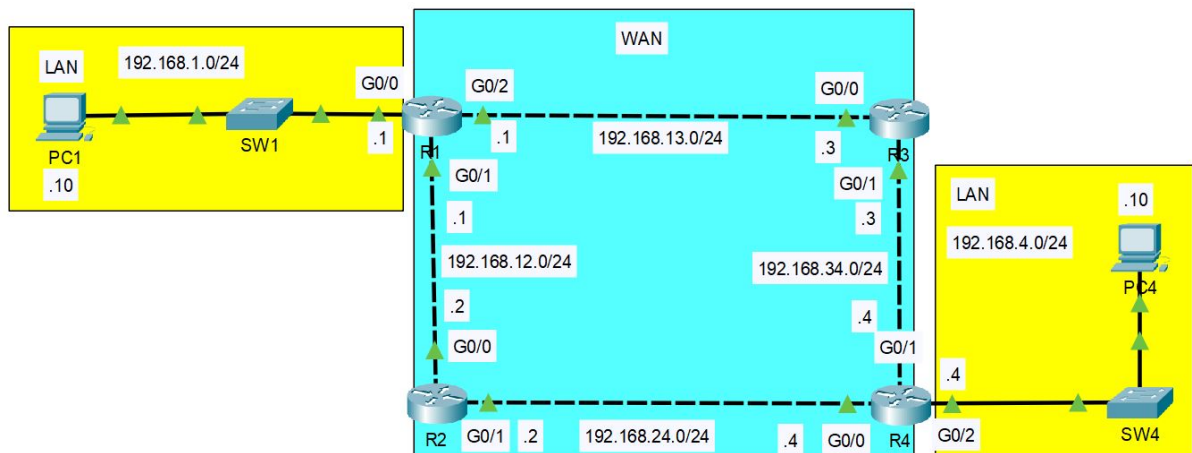 WAN
LAN
192.168.1.0/24
G0/0
G0/2
G0/0
SW1
.1
R1
.1
192.168.13.0/24
.3
R3
PC1
.10
G0/1
G0/1
.1
.3
LAN
.10
192.168.4.0/24
192.168.12.0/24
192.168.34.0/24
PC4
.2
.4
G0/0
G0/1
.4
R2
G0/1
.2
192.168.24.0/24
.4
G0/0
R4
G0/2
SW4